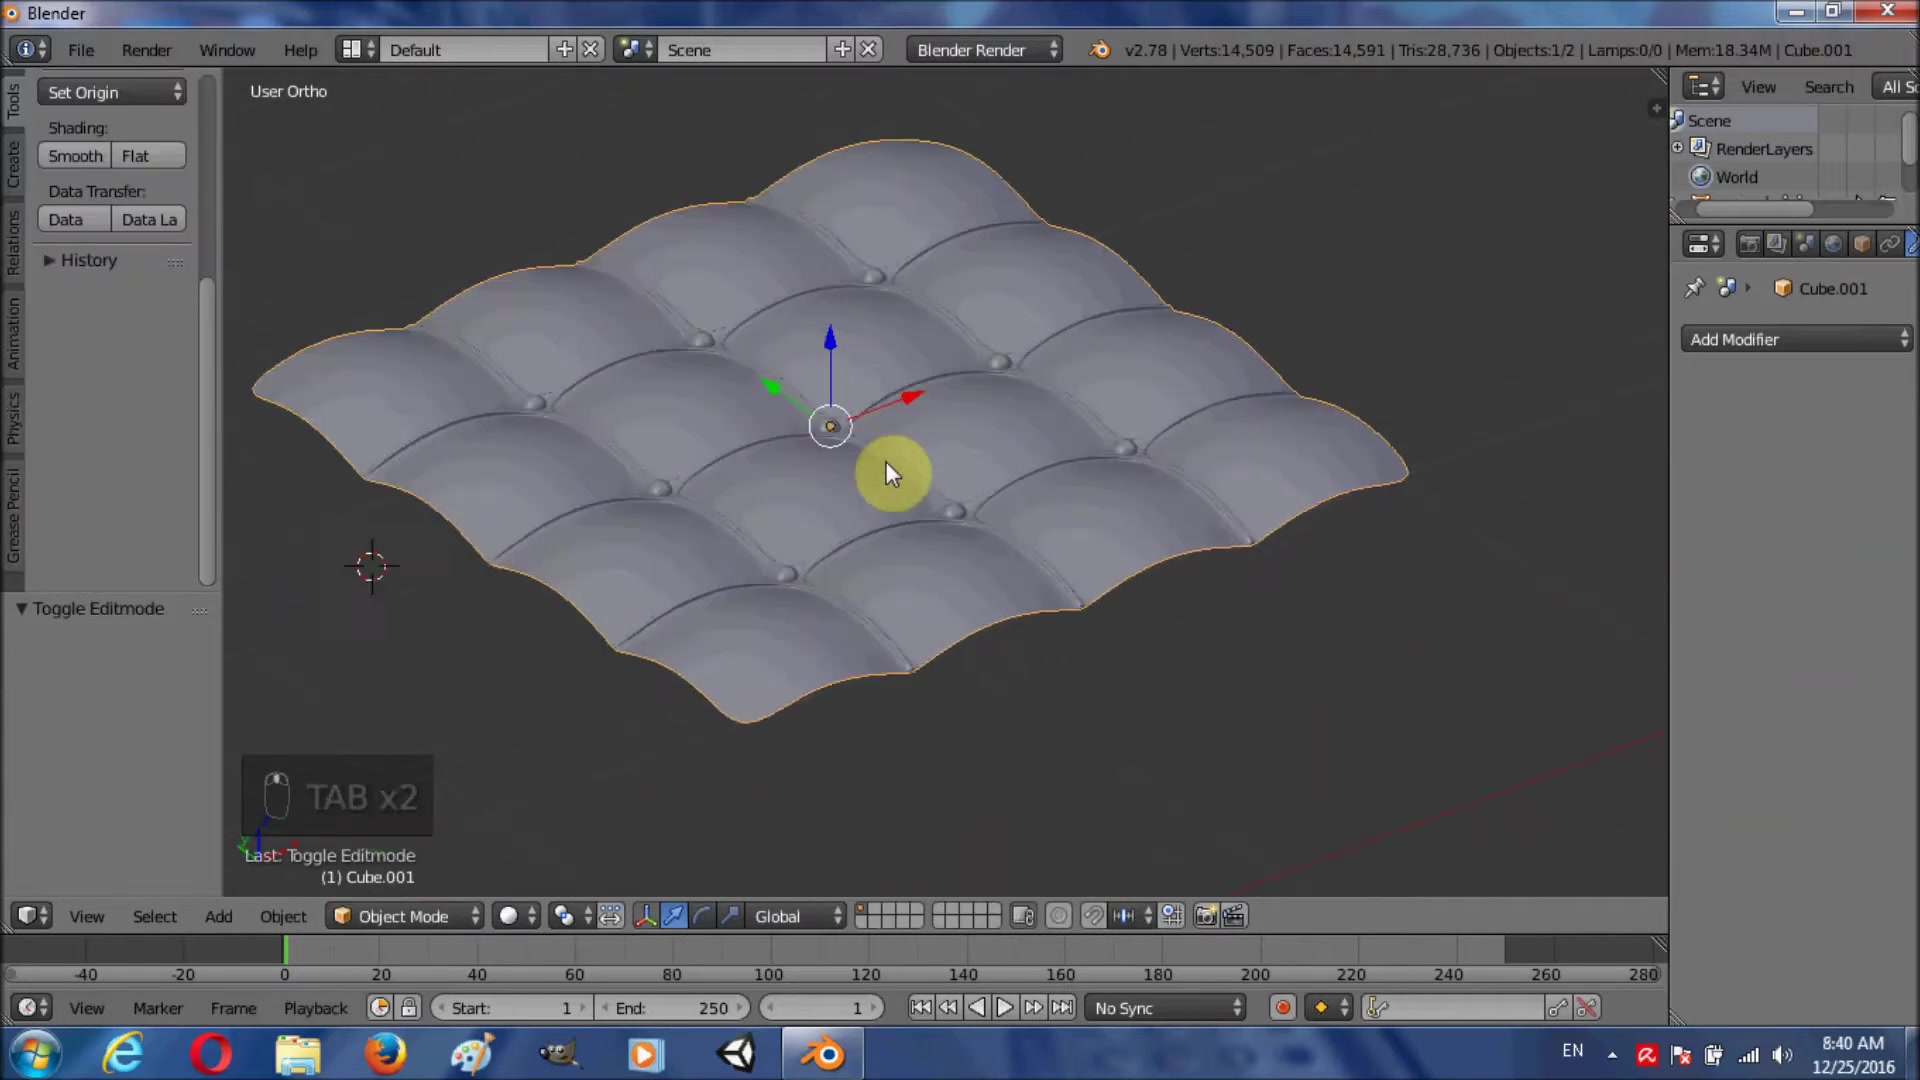 Blender
File Render Window Help Default Scene Blender Render v2.78 | Verts:14,509 | Faces:14,591 | Tris:28,736 | Objects:1/2 | Lamps:0/0 | Mem:18.34M | Cube.001
Set Origin
User Ortho
View Search All Sc
Shading:
Smooth Flat
Data Transfer:
Data Data La
History
Toggle Editmode
Tools
Create
Relations
Animation
Physics
Grease Pencil
Scene
RenderLayers
World
Cube.001
Add Modifier
TAB x2
Last: Toggle Editmode
(1) Cube.001
View Select Add Object Object Mode Global
-40 -20 0 20 40 60 80 100 120 140 160 180 200 220 240 260 280
View Marker Frame Playback Start: 1 End: 250 1 No Sync
EN
8:40 AM
12/25/2016